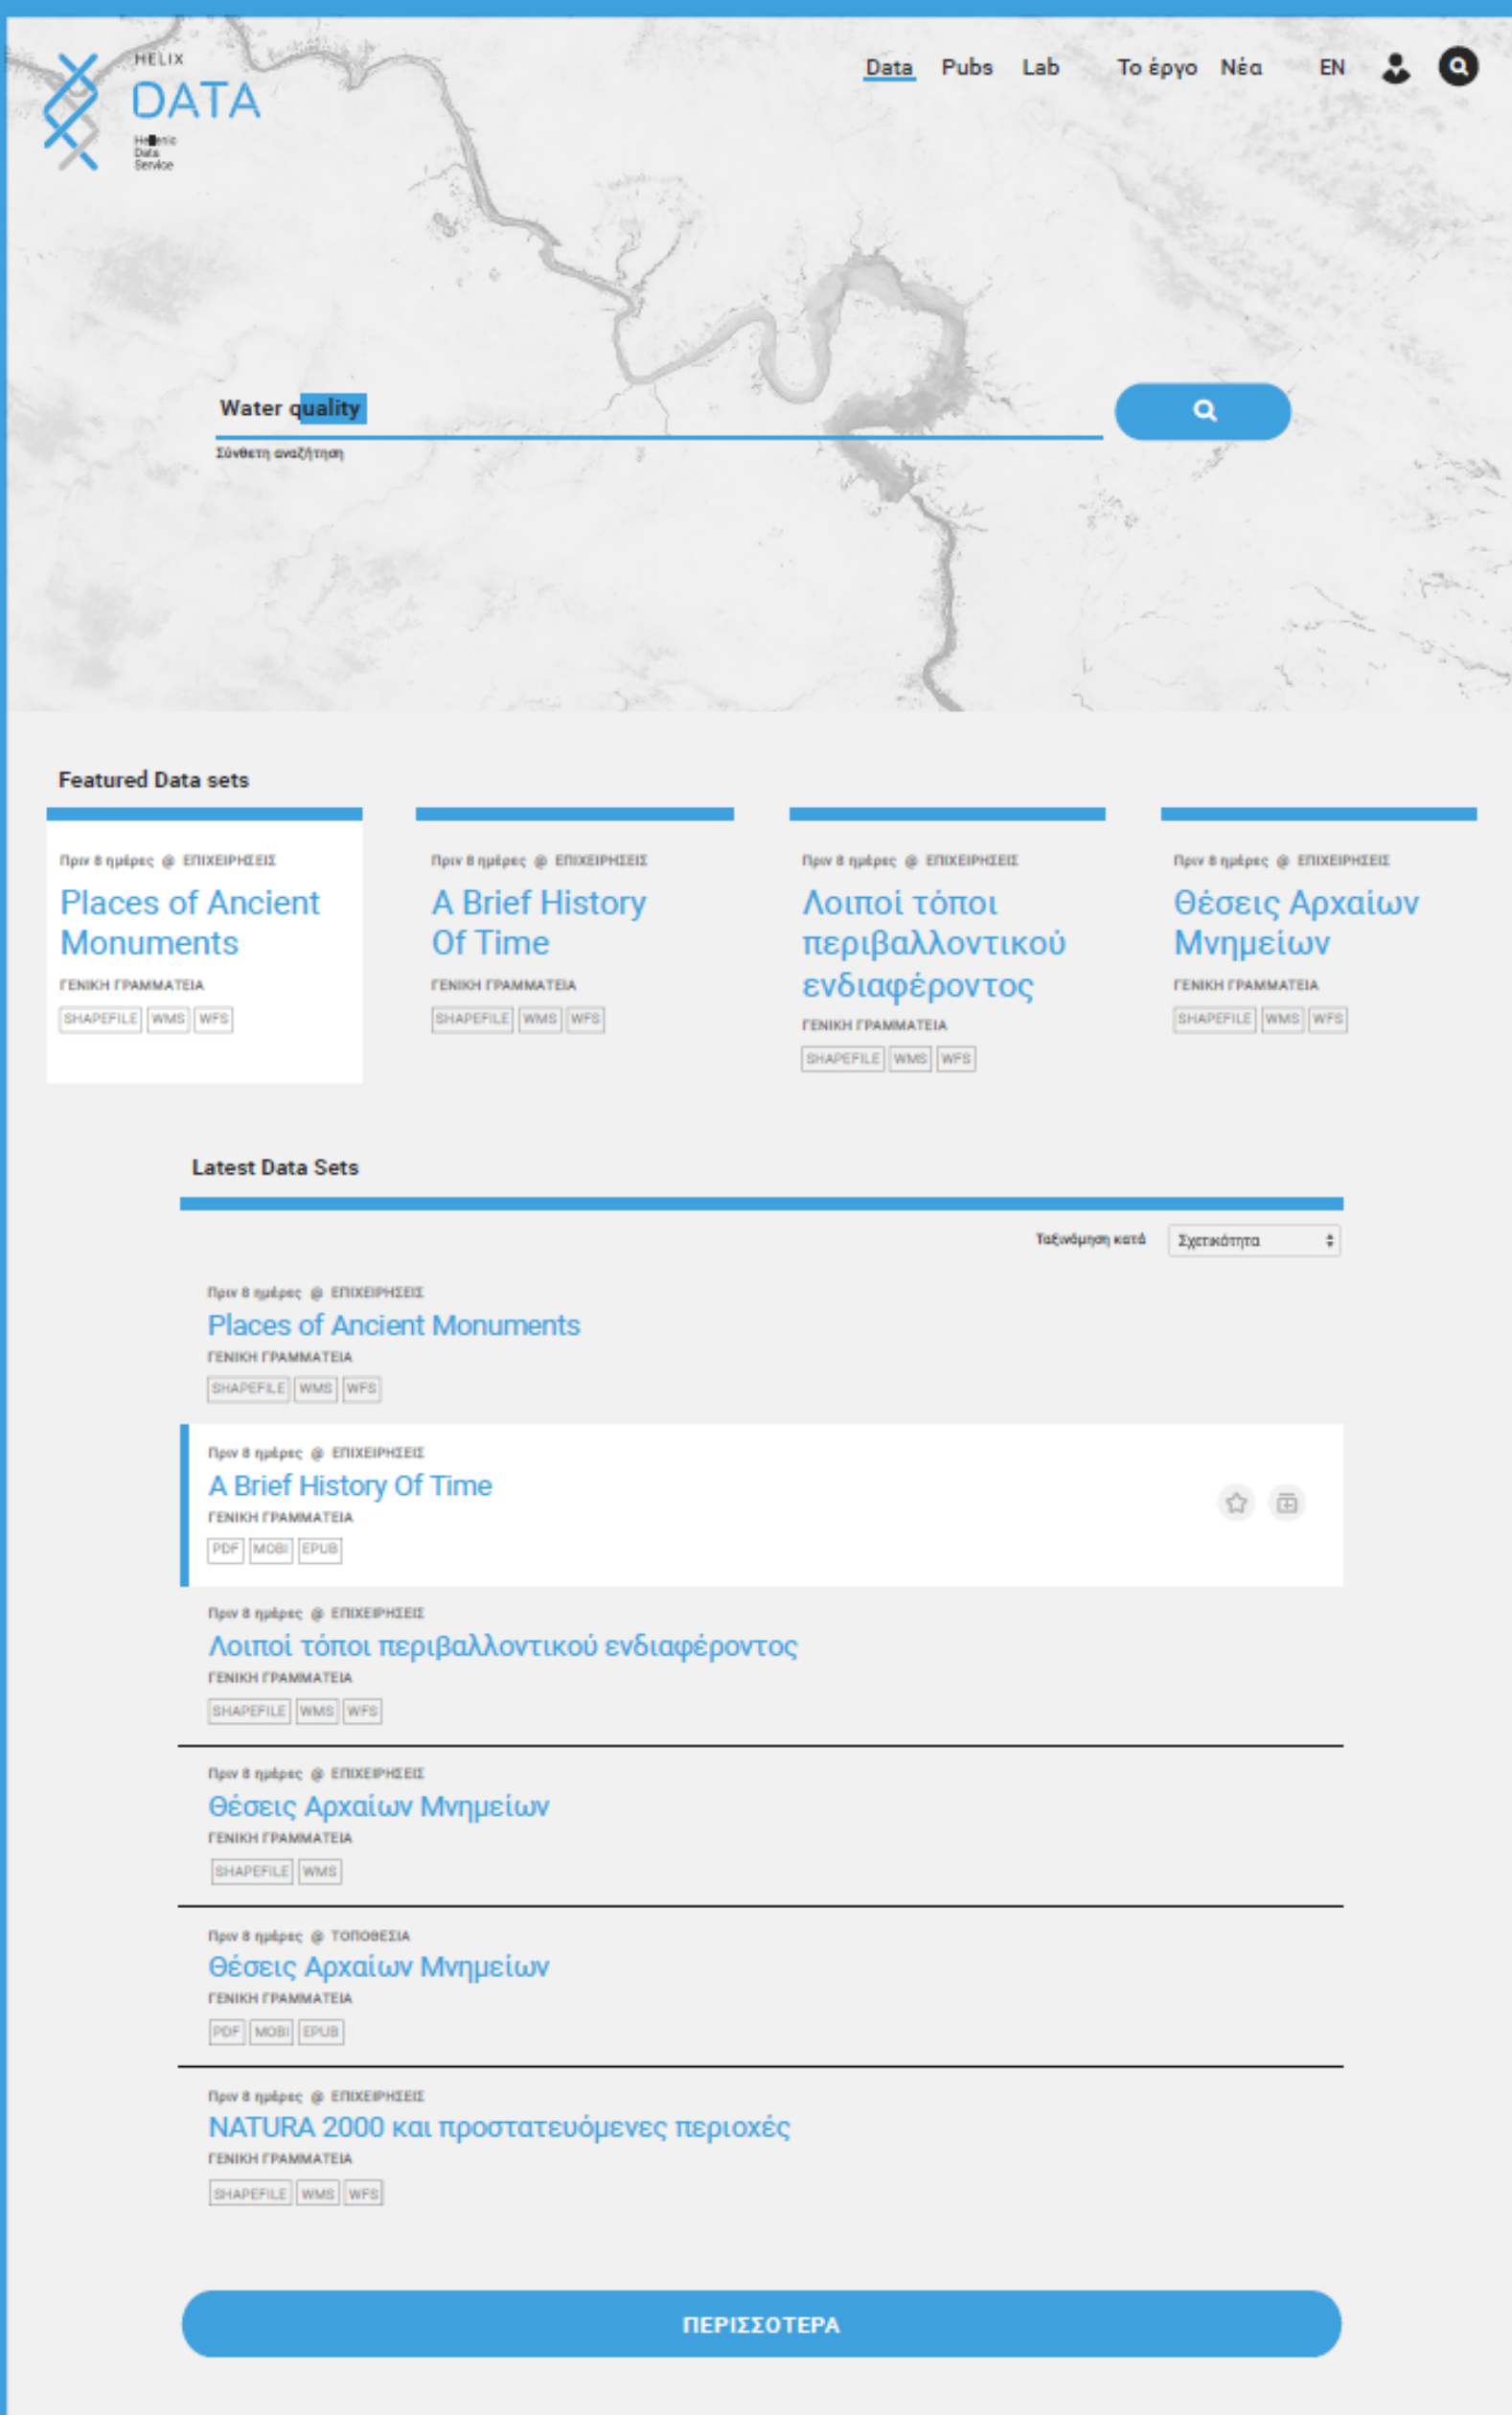 HELIX
DATA
Hellenic
Data
Service
Data Pubs Lab Το έργο Νέα EN
Water quality
Σύνθετη αναζήτηση
Featured Data sets
Πριν 8 ημέρες @ ΕΠΙΧΕΙΡΗΣΕΙΣ
Places of Ancient
Monuments
ΓΕΝΙΚΗ ΓΡΑΜΜΑΤΕΙΑ
SHAPEFILE WMS WFS
Πριν 8 ημέρες @ ΕΠΙΧΕΙΡΗΣΕΙΣ
A Brief History
Of Time
ΓΕΝΙΚΗ ΓΡΑΜΜΑΤΕΙΑ
SHAPEFILE WMS WFS
Πριν 8 ημέρες @ ΕΠΙΧΕΙΡΗΣΕΙΣ
Λοιποί τόποι
περιβαλλοντικού
ενδιαφέροντος
ΓΕΝΙΚΗ ΓΡΑΜΜΑΤΕΙΑ
SHAPEFILE WMS WFS
Πριν 8 ημέρες @ ΕΠΙΧΕΙΡΗΣΕΙΣ
Θέσεις Αρχαίων
Μνημείων
ΓΕΝΙΚΗ ΓΡΑΜΜΑΤΕΙΑ
SHAPEFILE WMS WFS
Latest Data Sets
Ταξινόμηση κατά Σχετικότητα
Πριν 8 ημέρες @ ΕΠΙΧΕΙΡΗΣΕΙΣ
Places of Ancient Monuments
ΓΕΝΙΚΗ ΓΡΑΜΜΑΤΕΙΑ
SHAPEFILE WMS WFS
Πριν 8 ημέρες @ ΕΠΙΧΕΙΡΗΣΕΙΣ
A Brief History Of Time
ΓΕΝΙΚΗ ΓΡΑΜΜΑΤΕΙΑ
PDF MOBI EPUB
Πριν 8 ημέρες @ ΕΠΙΧΕΙΡΗΣΕΙΣ
Λοιποί τόποι περιβαλλοντικού ενδιαφέροντος
ΓΕΝΙΚΗ ΓΡΑΜΜΑΤΕΙΑ
SHAPEFILE WMS WFS
Πριν 8 ημέρες @ ΕΠΙΧΕΙΡΗΣΕΙΣ
Θέσεις Αρχαίων Μνημείων
ΓΕΝΙΚΗ ΓΡΑΜΜΑΤΕΙΑ
SHAPEFILE WMS
Πριν 8 ημέρες @ ΤΟΠΟΘΕΣΙΑ
Θέσεις Αρχαίων Μνημείων
ΓΕΝΙΚΗ ΓΡΑΜΜΑΤΕΙΑ
PDF MOBI EPUB
Πριν 8 ημέρες @ ΕΠΙΧΕΙΡΗΣΕΙΣ
NATURA 2000 και προστατευόμενες περιοχές
ΓΕΝΙΚΗ ΓΡΑΜΜΑΤΕΙΑ
SHAPEFILE WMS WFS
ΠΕΡΙΣΣΟΤΕΡΑ